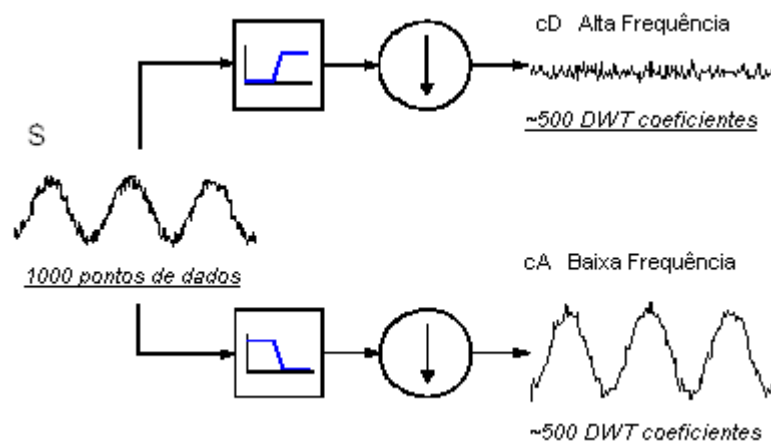 cD Alta Frequência
~500 DWT coeficientes
S
1000 pontos de dados
cA Baixa Frequência
~500 DWT coeficientes